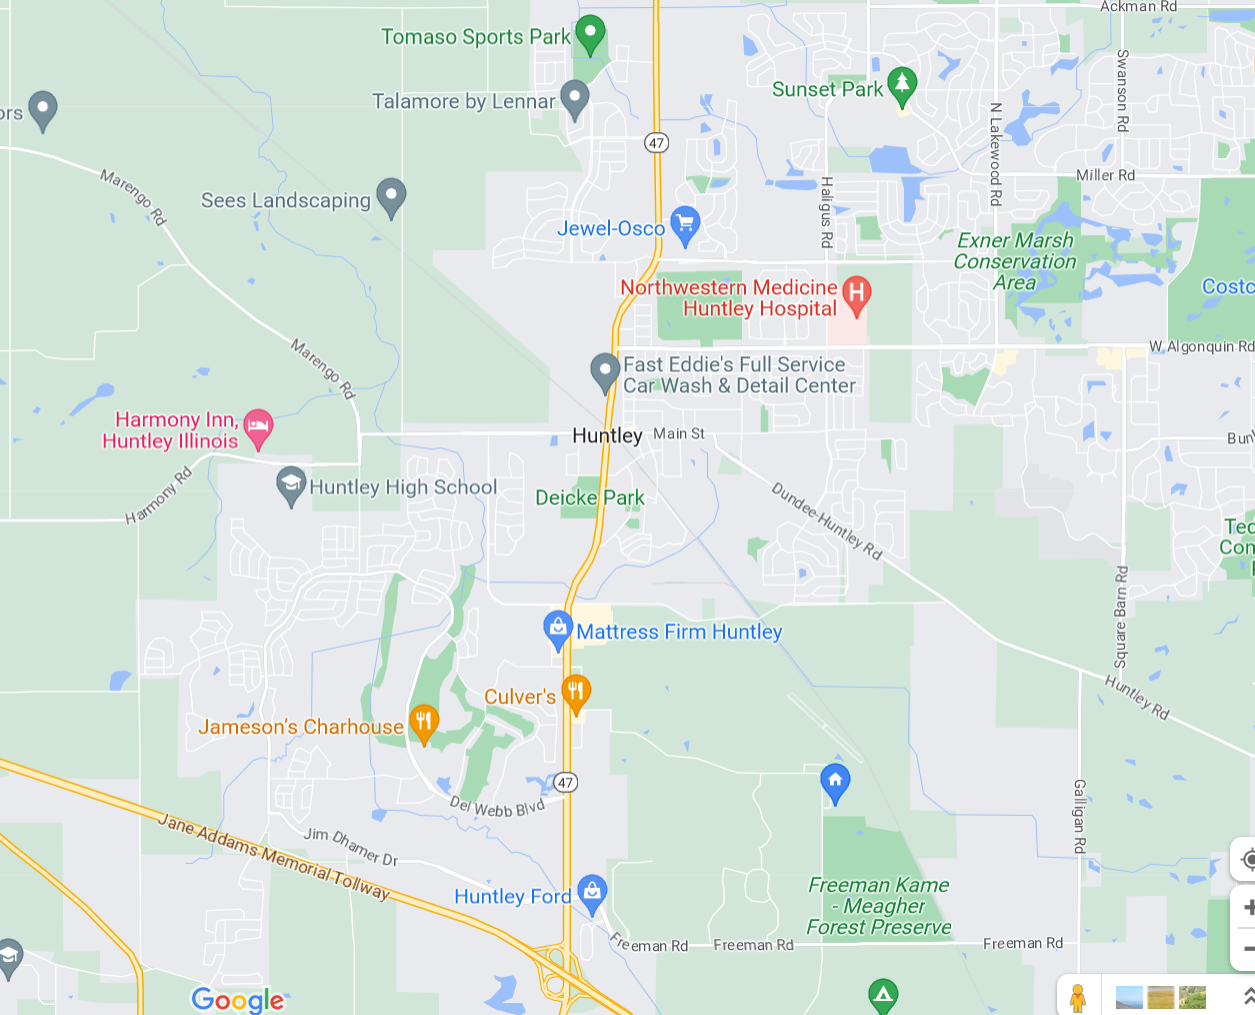 Ackman Rd
Tomaso Sports Park
Swanson Rd
Sunset Park
Talamore by Lennar
ors
N Lakewood Rd
47
Marengo Rd
Miller Rd
Haligus Rd
Sees Landscaping
Jewel-Osco
Exner Marsh
Conservation
Area
Northwestern Medicine
Huntley Hospital
H
Costc
Marengo Rd
W Algonquin Rd
Fast Eddie's Full Service
Car Wash & Detail Center
Harmony Inn,
Huntley Illinois
Huntley
Main St
Bun
Harmony Rd
Huntley High School
Deicke Park
Dundee-Huntley Rd
Ted
Com
Square Barn Rd
Mattress Firm Huntley
Culver's
Huntley Rd
Jameson's Charhouse
47
Del Webb Blvd
Galligan Rd
Jane Addams Memorial Tollway
Jim Dhamer Dr
Huntley Ford
Freeman Kame
- Meagher
Forest Preserve
Freeman Rd
Freeman Rd
Freeman Rd
Google